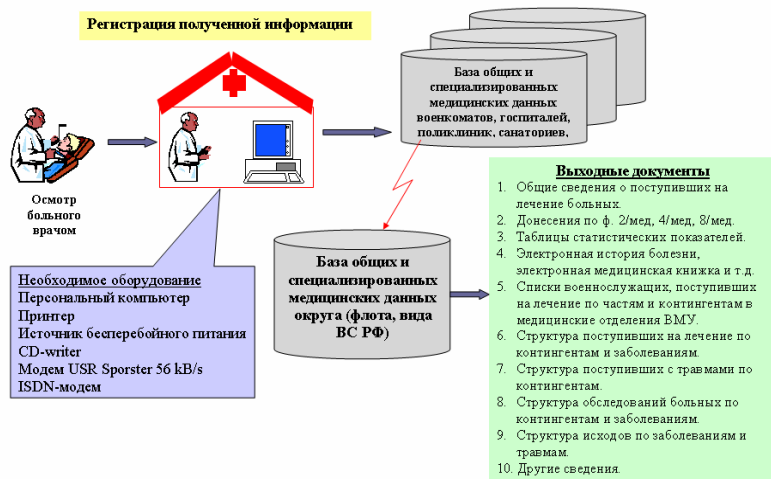 Регистрация полученной информации
База общих и
специализированных
медицинских данных
военкоматов, госпиталей,
поликлиник, санаториев,
Осмотр
больного
врачом
Необходимое оборудование
Персональный компьютер
Принтер
Источник бесперебойного питания
CD-writer
Модем USR Sporster 56 kB/s
ISDN-модем
База общих и
специализированных
медицинских данных
округа (флота, вида
ВС РФ)
Выходные документы
1. Общие сведения о поступивших на
лечение больных.
2. Донесения по ф. 2/мед, 4/мед, 8/мед.
3. Таблицы статистических показателей.
4. Электронная история болезни,
электронная медицинская книжка и т.д.
5. Списки военнослужащих, поступивших
на лечение по частям и контингентам в
медицинские отделения ВМУ.
6. Структура поступивших на лечение по
контингентам и заболеваниям.
7. Структура поступивших с травмами по
контингентам.
8. Структура обследований больных по
контингентам и заболеваниям.
9. Структура исходов по заболеваниям и
травмам.
10. Другие сведения.